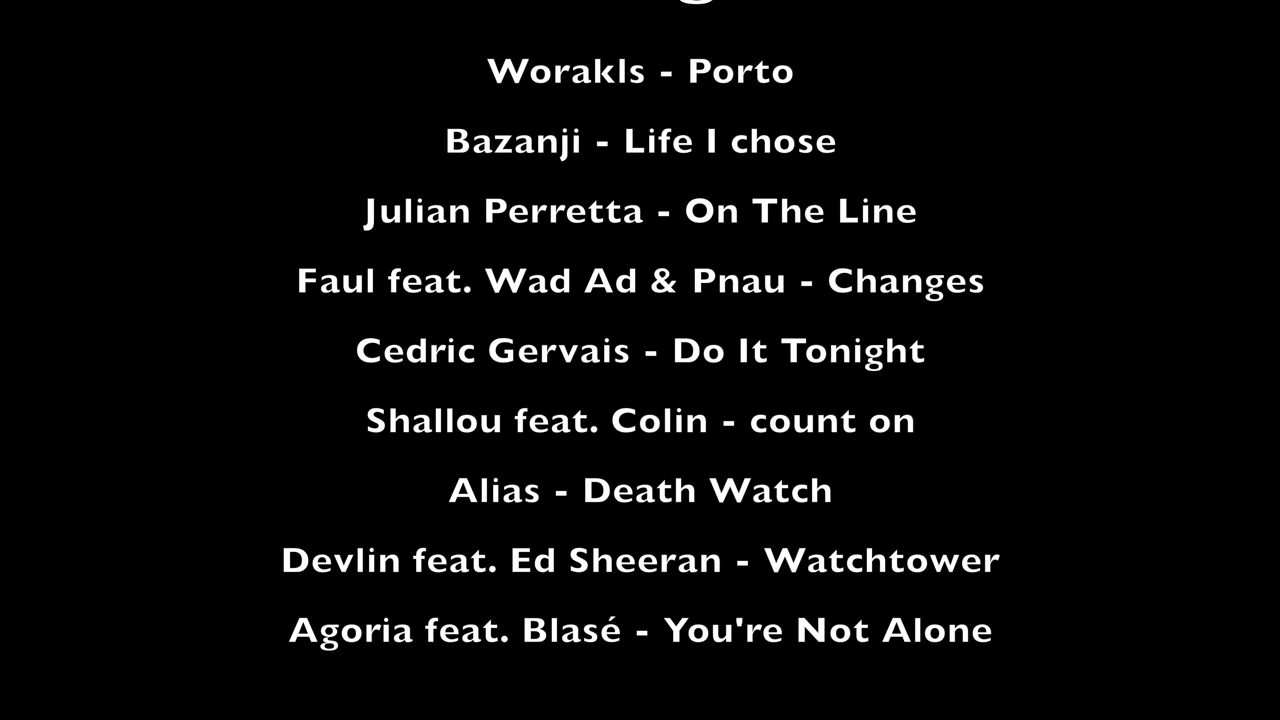 Worakls - Porto
Bazanji - Life I chose
Julian Perretta - On The Line
Faul feat. Wad Ad & Pnau - Changes
Cedric Gervais - Do It Tonight
Shallou feat. Colin - count on
Alias - Death Watch
Devlin feat. Ed Sheeran - Watchtower
Agoria feat. Blasé - You're Not Alone